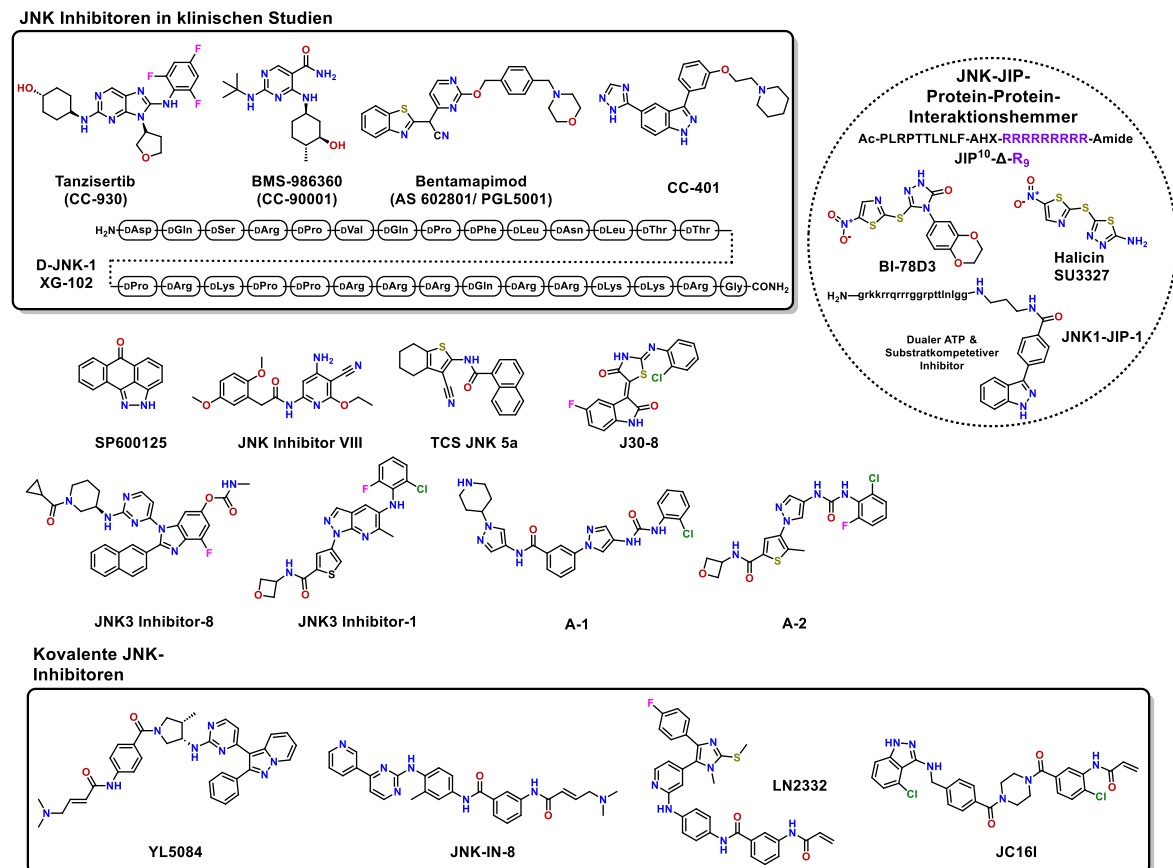 JNK Inhibitoren in klinischen Studien
Tanzisertib
(CC-930)
BMS-986360
(CC-90001)
Bentamapimod
(AS 602801/ PGL5001)
CC-401
H₂N-DAsp-DGln-DSer-DArg-DPro-DVal-DGln-DPro-DPhe-DLeu-DAsn-DLeu-DThr-DThr
D-JNK-1
XG-102
DPro-DArg-DLys-DPro-DPro-DArg-DArg-DArg-DGln-DArg-DArg-DLys-DLys-DArg-Gly-CONH₂
JNK-JIP-
Protein-Protein-
Interaktionshemmer
Ac-PLRPTTLNLF-AHX-RRRRRRRRR-Amide
JIP¹⁰-Δ-R₉
BI-78D3
Halicin
SU3327
H₂N-grkkrrqrrrggrpttlnlgg
JNK1-JIP-1
Dualer ATP &
Substratkompetetiver
Inhibitor
SP600125
JNK Inhibitor VIII
TCS JNK 5a
J30-8
JNK3 Inhibitor-8
JNK3 Inhibitor-1
A-1
A-2
Kovalente JNK-
Inhibitoren
YL5084
JNK-IN-8
LN2332
JC16I